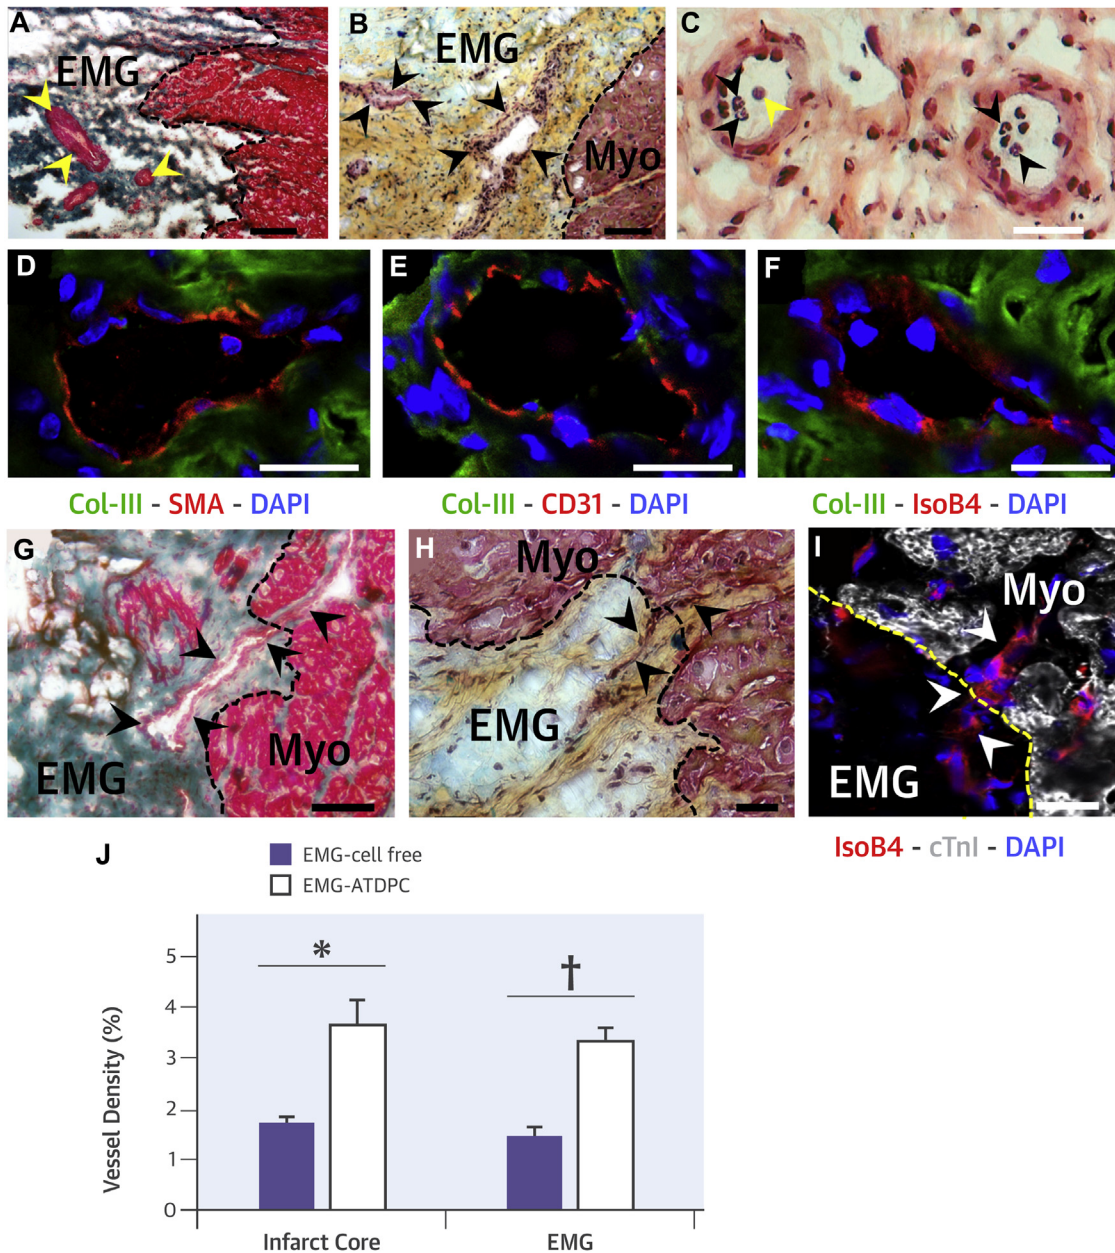 A
EMG
B
EMG
Myo
C
D
E
F
Col-III - SMA - DAPI
Col-III - CD31 - DAPI
Col-III - IsoB4 - DAPI
G
EMG
Myo
H
Myo
EMG
I
Myo
EMG
IsoB4 - cTnI - DAPI
J
EMG-cell free
EMG-ATDPC
Vessel Density (%)
5
4
3
2
1
0
*
†
Infarct Core
EMG